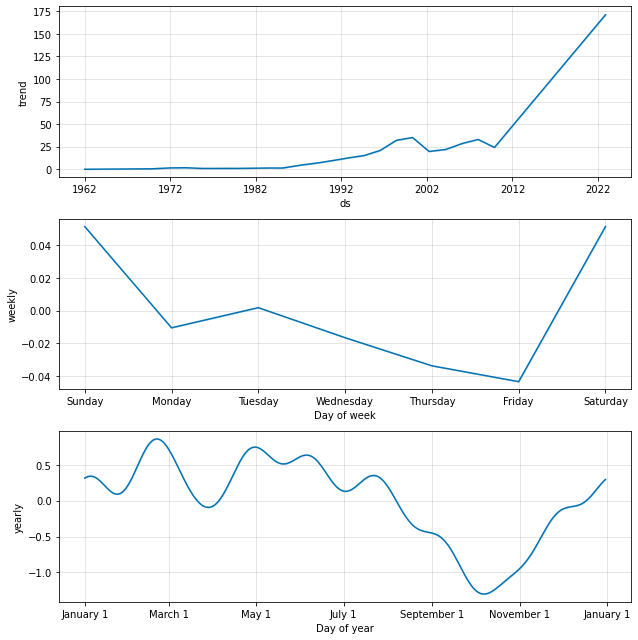 175
150
125
100
75
50
25
0
trend
1962 1972 1982 1992 2002 2012 2022
ds
0.04
0.02
0.00
−0.02
−0.04
weekly
Sunday Monday Tuesday Wednesday Thursday Friday Saturday
Day of week
0.5
0.0
−0.5
−1.0
yearly
January 1 March 1 May 1 July 1 September 1 November 1 January 1
Day of year